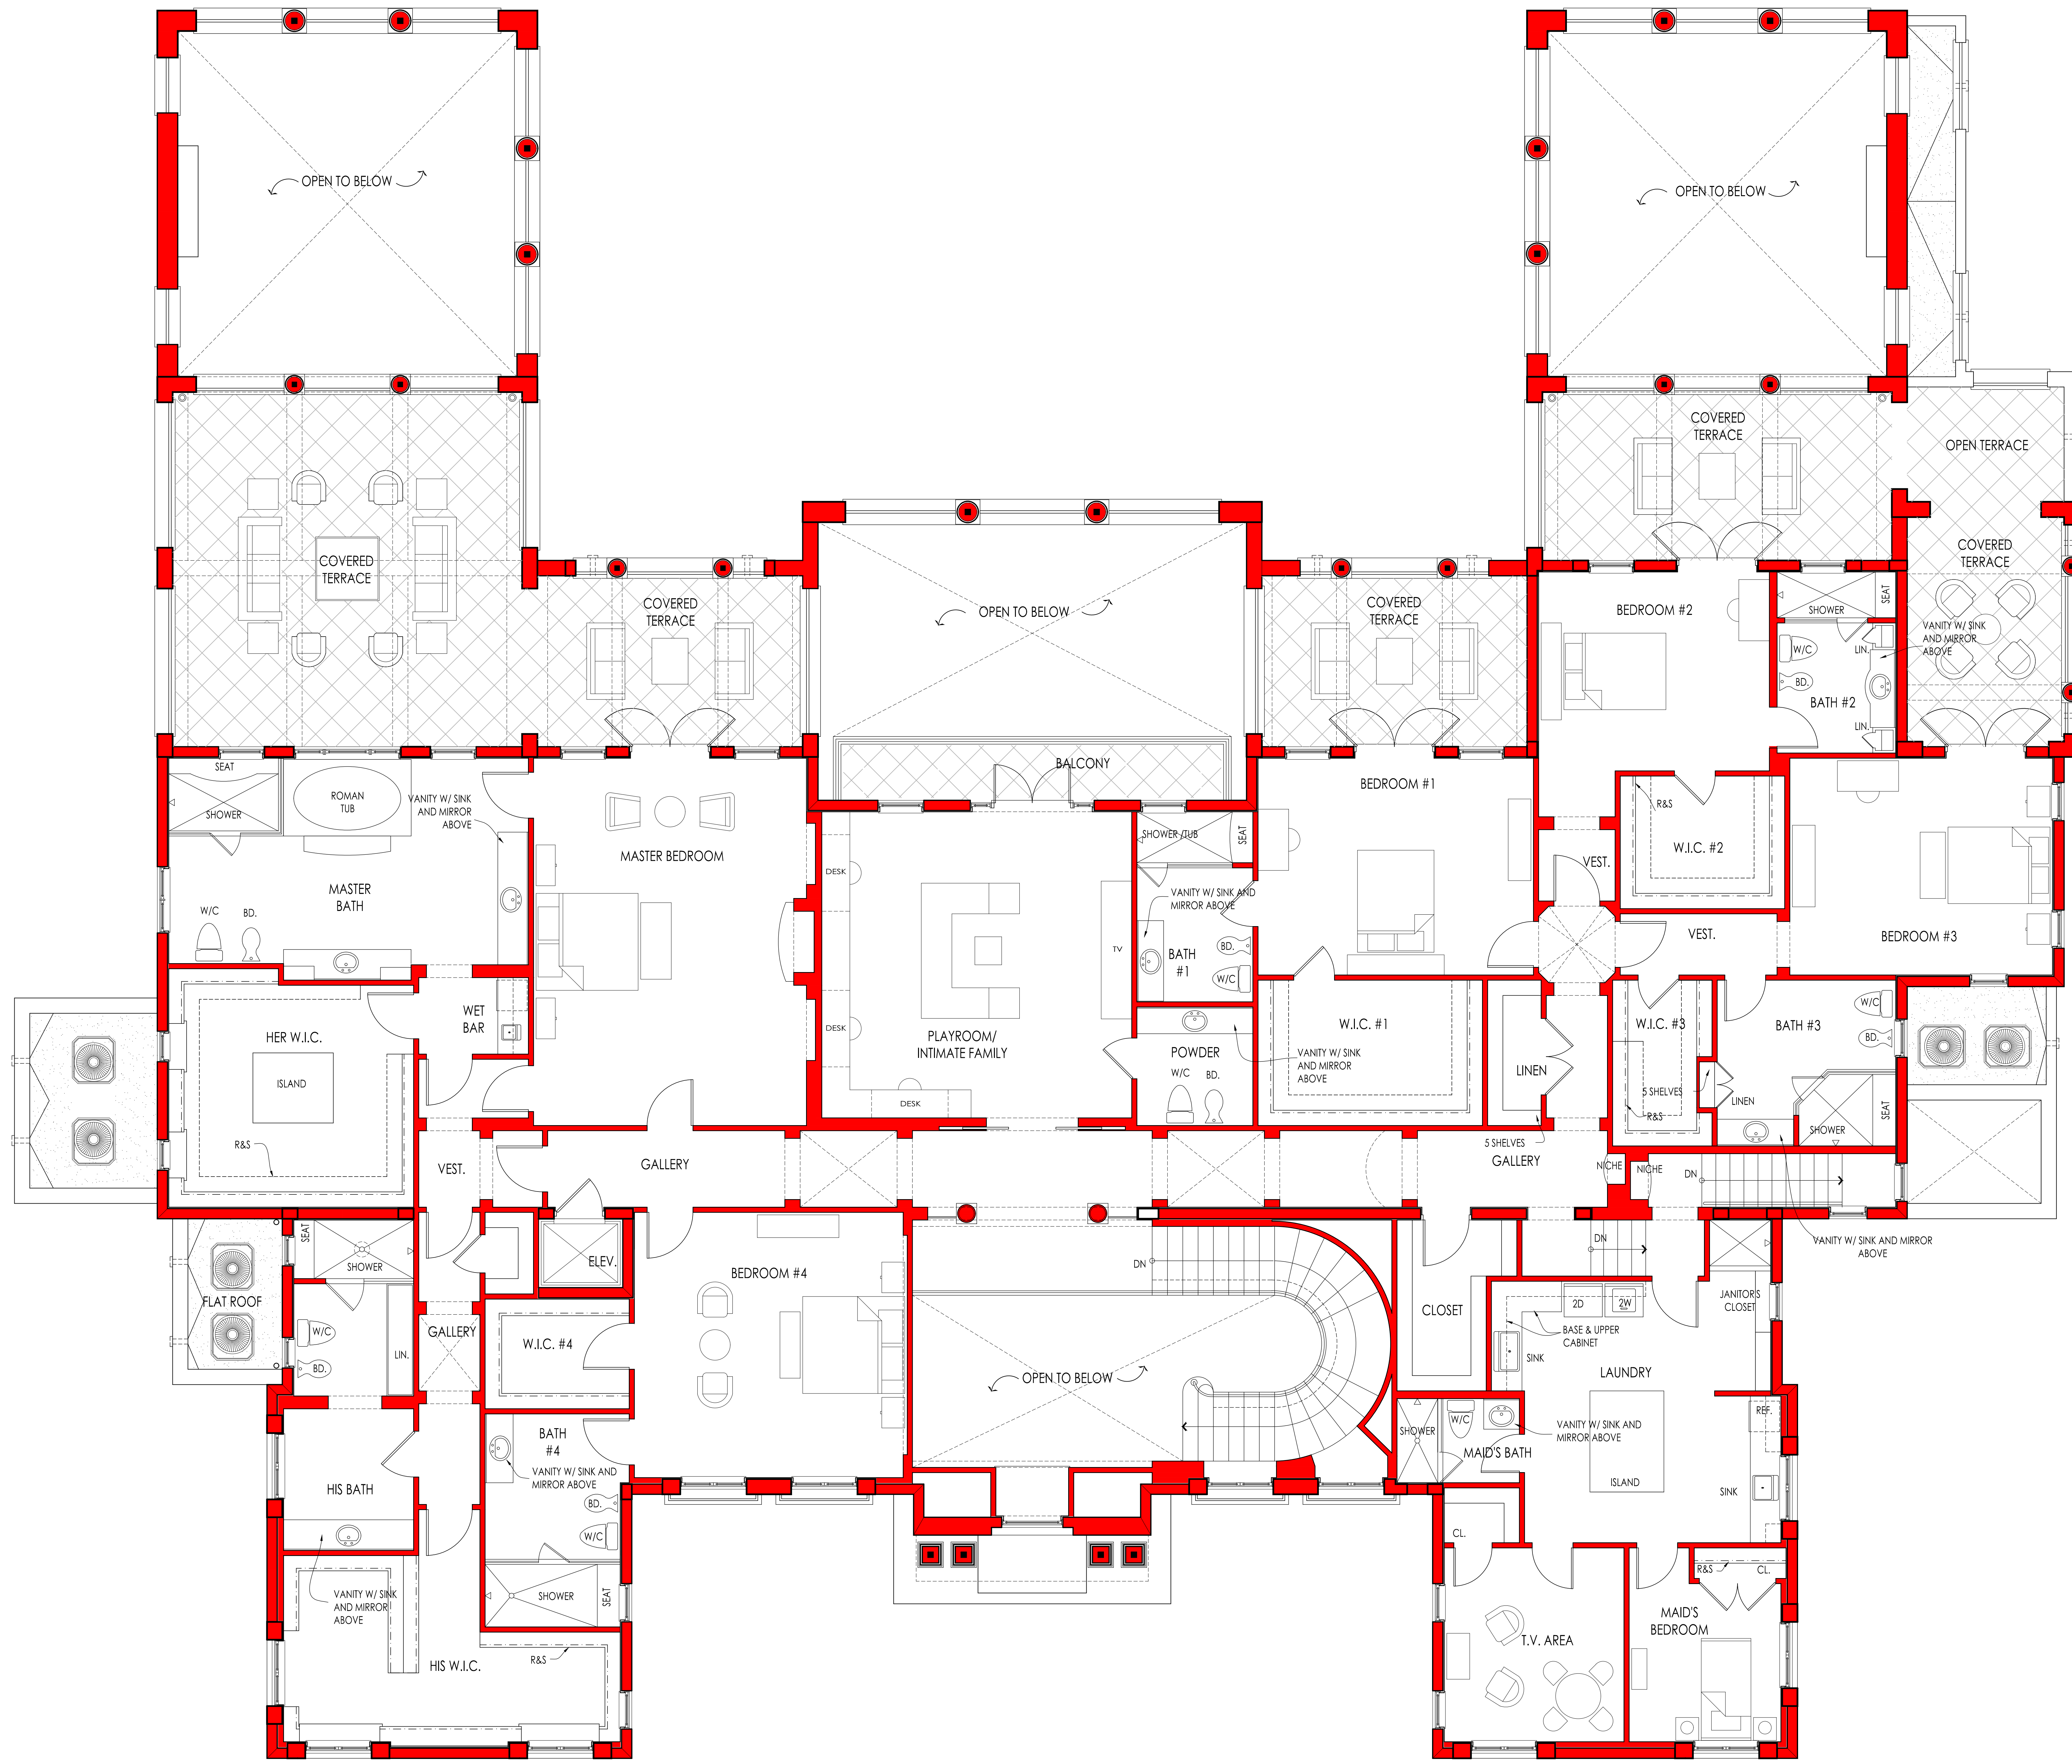 OPEN TO BELOW
OPEN TO BELOW
COVERED
TERRACE
OPEN TERRACE
COVERED
TERRACE
COVERED
TERRACE
COVERED
TERRACE
OPEN TO BELOW
COVERED
TERRACE
BEDROOM #2
SHOWER
SEAT
VANITY W/ SINK
AND MIRROR
ABOVE
W/C
LIN.
BD.
BATH #2
LIN.
BALCONY
SEAT
SHOWER
ROMAN
TUB
VANITY W/ SINK
AND MIRROR
ABOVE
MASTER BEDROOM
MASTER
BATH
W/C
BD.
DESK
DESK
DESK
TV
PLAYROOM/
INTIMATE FAMILY
SHOWER /TUB
SEAT
VANITY W/ SINK AND
MIRROR ABOVE
BATH
#1
BD.
W/C
BEDROOM #1
R&S
W.I.C. #2
VEST.
VEST.
BEDROOM #3
HER W.I.C.
ISLAND
R&S
WET
BAR
POWDER
W/C
BD.
VANITY W/ SINK
AND MIRROR
ABOVE
W.I.C. #1
LINEN
5 SHELVES
W.I.C. #3
5 SHELVES
R&S
LINEN
BATH #3
W/C
BD.
SHOWER
SEAT
VEST.
GALLERY
GALLERY
NICHE
NICHE
DN
VANITY W/ SINK AND MIRROR
ABOVE
SEAT
SHOWER
FLAT ROOF
W/C
BD.
LIN.
GALLERY
ELEV.
W.I.C. #4
BEDROOM #4
DN
OPEN TO BELOW
CLOSET
DN
2D
2W
BASE & UPPER
CABINET
SINK
JANITOR'S
CLOSET
LAUNDRY
REF.
SINK
ISLAND
SHOWER
W/C
MAID'S BATH
VANITY W/ SINK AND
MIRROR ABOVE
HIS BATH
BATH
#4
VANITY W/ SINK AND
MIRROR ABOVE
BD.
W/C
SHOWER
SEAT
VANITY W/ SINK
AND MIRROR
ABOVE
HIS W.I.C.
R&S
CL.
R&S
CL.
MAID'S
BEDROOM
T.V. AREA